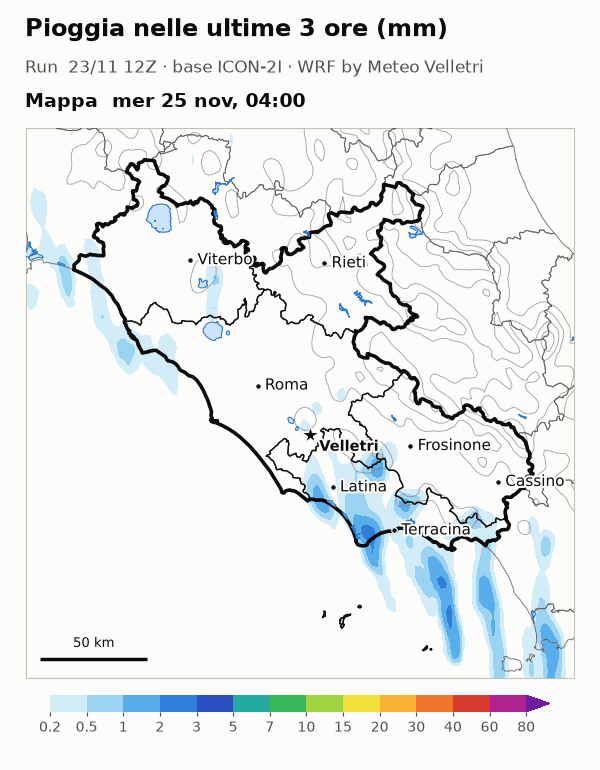 Pioggia nelle ultime 3 ore (mm)
Run  23/11 12Z · base ICON-2I · WRF by Meteo Velletri
Mappa  mer 25 nov, 04:00
Viterbo
Rieti
Roma
Velletri
Frosinone
Latina
Cassino
Terracina
50 km
0.2 0.5 1 2 3 5 7 10 15 20 30 40 60 80